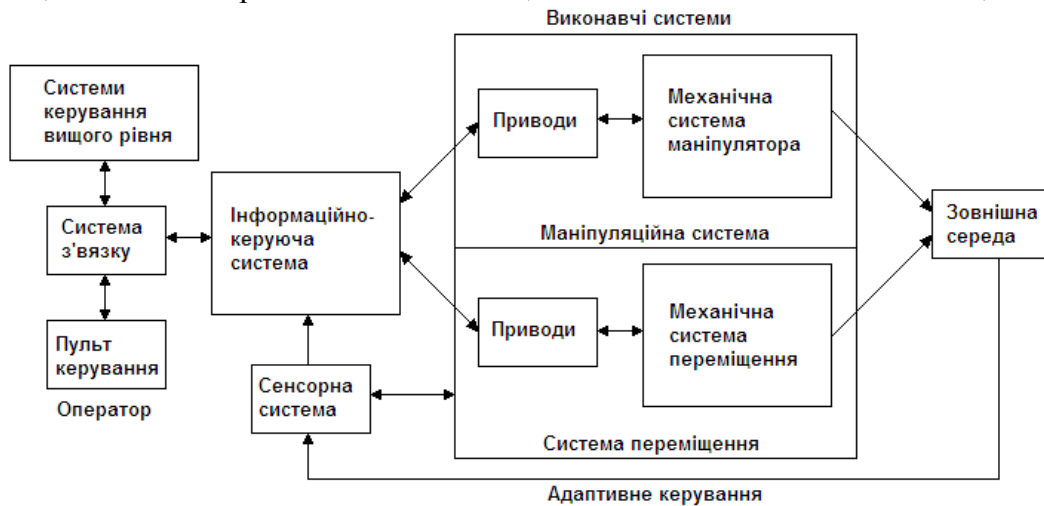 Виконавчі системи
Системи
керування
вищого рівня
Система
з'вязку
Пульт
керування
Оператор
Інформаційно-
керуюча
система
Сенсорна
система
Приводи
Механічна
система
маніпулятора
Маніпуляційна система
Приводи
Механічна
система
переміщення
Система переміщення
Зовнішна
середа
Адаптивне керування